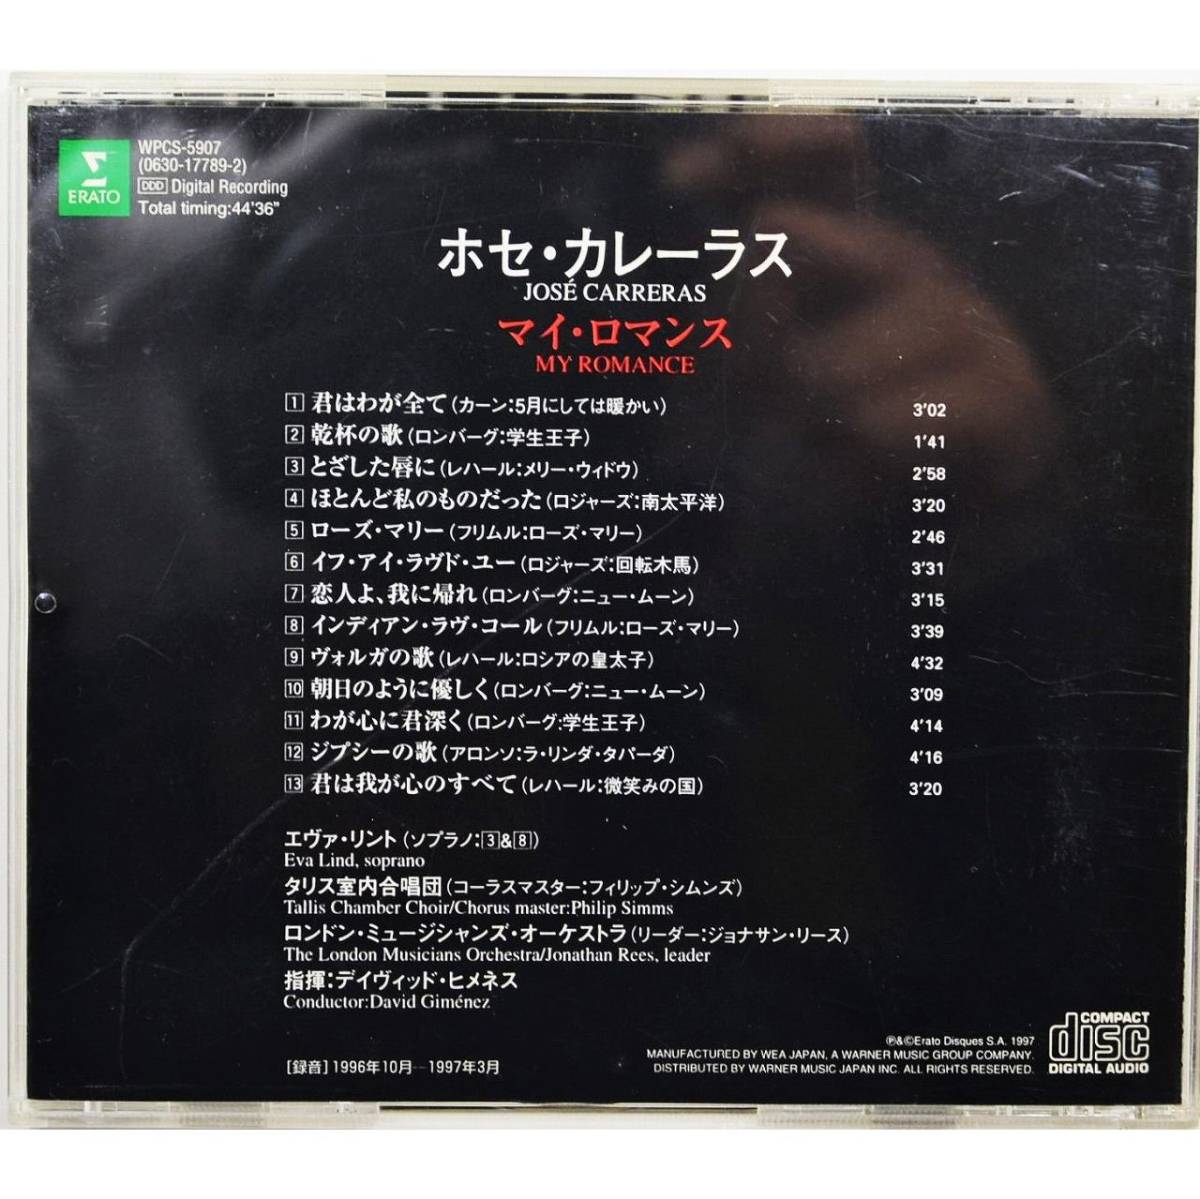 WPCS-5907
(0630-17789-2)
DDD Digital Recording
Total timing:44'36"
ERATO
ホセ・カレーラス
JOSÉ CARRERAS
マイ・ロマンス
MY ROMANCE
1 君はわが全て(カーン:5月にしては暖かい) 3'02
2 乾杯の歌(ロンバーグ:学生王子) 1'41
3 とざした唇に(レハール:メリー・ウィドウ) 2'58
4 ほとんど私のものだった(ロジャーズ:南太平洋) 3'20
5 ローズ・マリー(フリムル:ローズ・マリー) 2'46
6 イフ・アイ・ラヴド・ユー(ロジャーズ:回転木馬) 3'31
7 恋人よ、我に帰れ(ロンバーグ:ニュー・ムーン) 3'15
8 インディアン・ラヴ・コール(フリムル:ローズ・マリー) 3'39
9 ヴォルガの歌(レハール:ロシアの皇太子) 4'32
10 朝日のように優しく(ロンバーグ:ニュー・ムーン) 3'09
11 わが心に君深く(ロンバーグ:学生王子) 4'14
12 ジプシーの歌(アロンソ:ラ・リンダ・タパーダ) 4'16
13 君は我が心のすべて(レハール:微笑みの国) 3'20
エヴァ・リント(ソプラノ:3&8)
Eva Lind, soprano
タリス室内合唱団(コーラスマスター:フィリップ・シムンズ)
Tallis Chamber Choir/Chorus master:Philip Simms
ロンドン・ミュージシャンズ・オーケストラ(リーダー:ジョナサン・リース)
The London Musicians Orchestra/Jonathan Rees, leader
指揮:デイヴィッド・ヒメネス
Conductor:David Giménez
[録音]1996年10月—1997年3月
℗&©Erato Disques S.A. 1997
MANUFACTURED BY WEA JAPAN, A WARNER MUSIC GROUP COMPANY.
DISTRIBUTED BY WARNER MUSIC JAPAN INC. ALL RIGHTS RESERVED.
COMPACT
disc
DIGITAL AUDIO